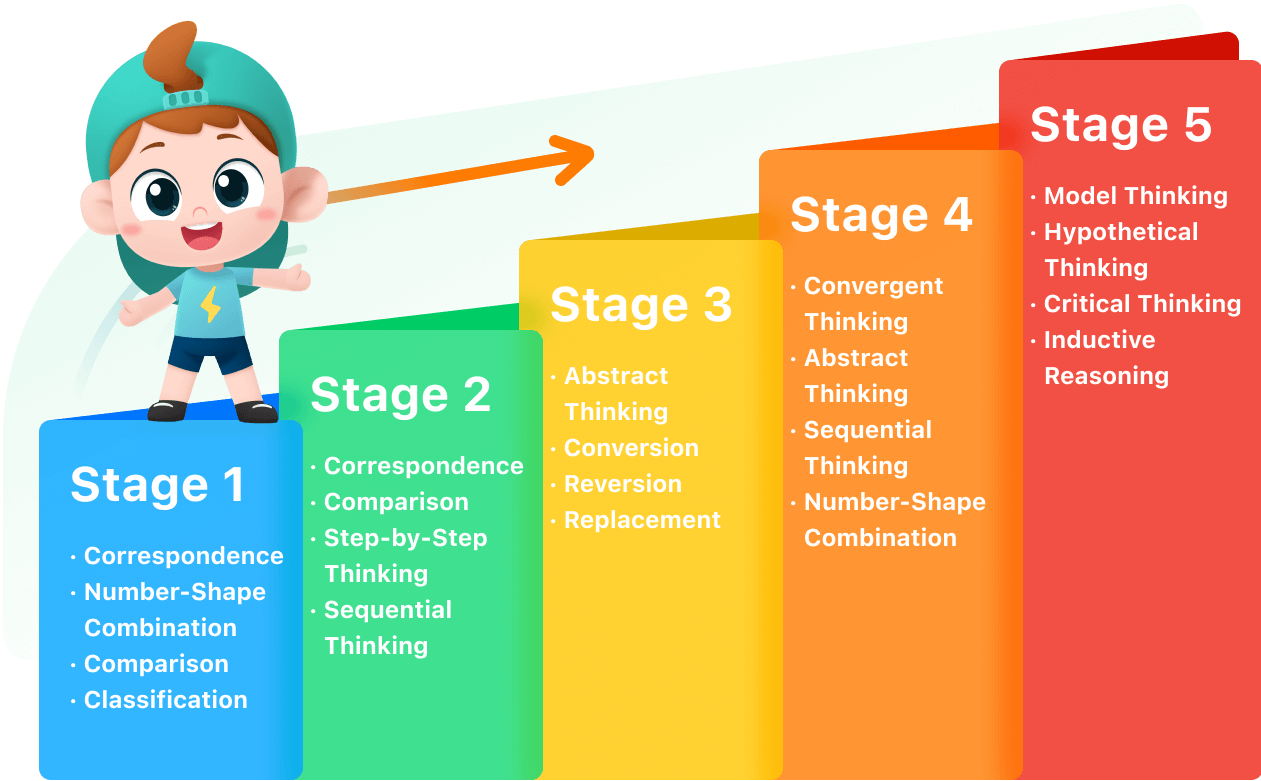 Stage 1
· Correspondence
· Number-Shape
Combination
· Comparison
· Classification
Stage 2
· Correspondence
· Comparison
· Step-by-Step
Thinking
· Sequential
Thinking
Stage 3
· Abstract
Thinking
· Conversion
· Reversion
· Replacement
Stage 4
· Convergent
Thinking
· Abstract
Thinking
· Sequential
Thinking
· Number-Shape
Combination
Stage 5
· Model Thinking
· Hypothetical
Thinking
· Critical Thinking
· Inductive
Reasoning